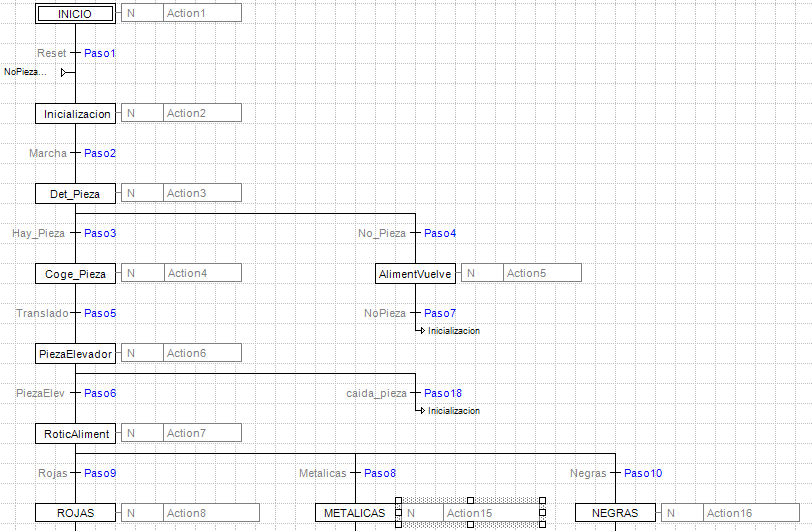 INICIO N Action1
Reset Paso1
NoPieza...
Inicializacion N Action2
Marcha Paso2
Det_Pieza N Action3
Hay_Pieza Paso3 No_Pieza Paso4
Coge_Pieza N Action4 AlimentVuelve N Action5
Translado Paso5 NoPieza Paso7
Inicializacion
PiezaElevador N Action6
PiezaElev Paso6 caida_pieza Paso18
Inicializacion
RoticAliment N Action7
Rojas Paso9 Metalicas Paso8 Negras Paso10
ROJAS N Action8 METALICAS N Action15 NEGRAS N Action16